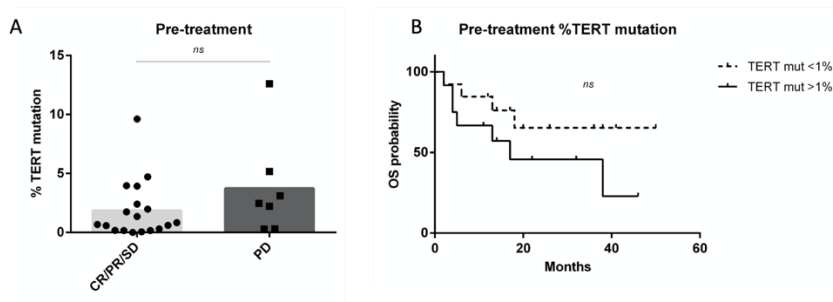 A
Pre-treatment
ns
% TERT mutation
15
10
5
0
CR/PR/SD
PD
B
Pre-treatment %TERT mutation
ns
TERT mut <1%
TERT mut >1%
OS probability
100
50
0
0
20
40
60
Months